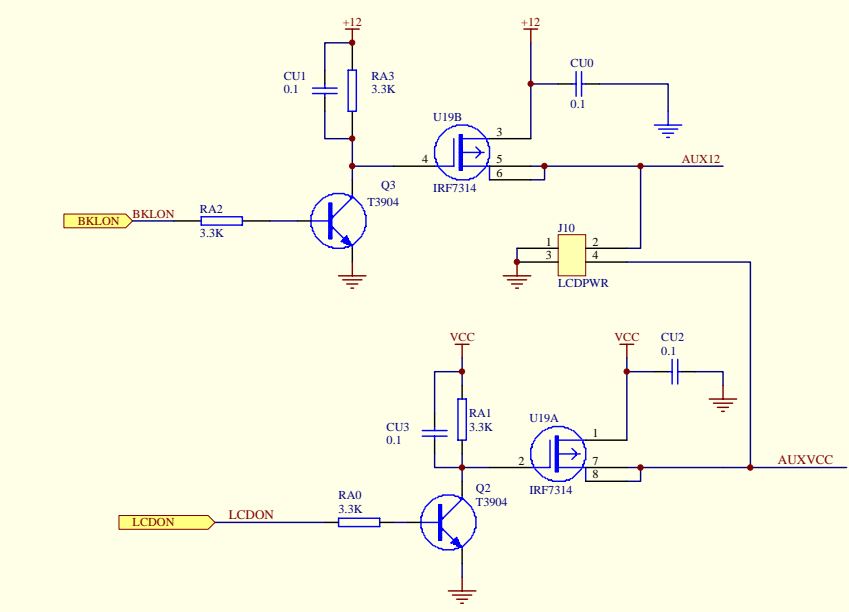 +12
+12
CU1
0.1
RA3
3.3K
CU0
0.1
U19B
3
4
5
6
AUX12
IRF7314
Q3
T3904
RA2
3.3K
BKLON
BKLON
J10
1
2
3
4
LCDPWR
VCC
VCC
CU2
0.1
CU3
0.1
RA1
3.3K
U19A
1
2
7
8
AUXVCC
IRF7314
Q2
T3904
RA0
3.3K
LCDON
LCDON